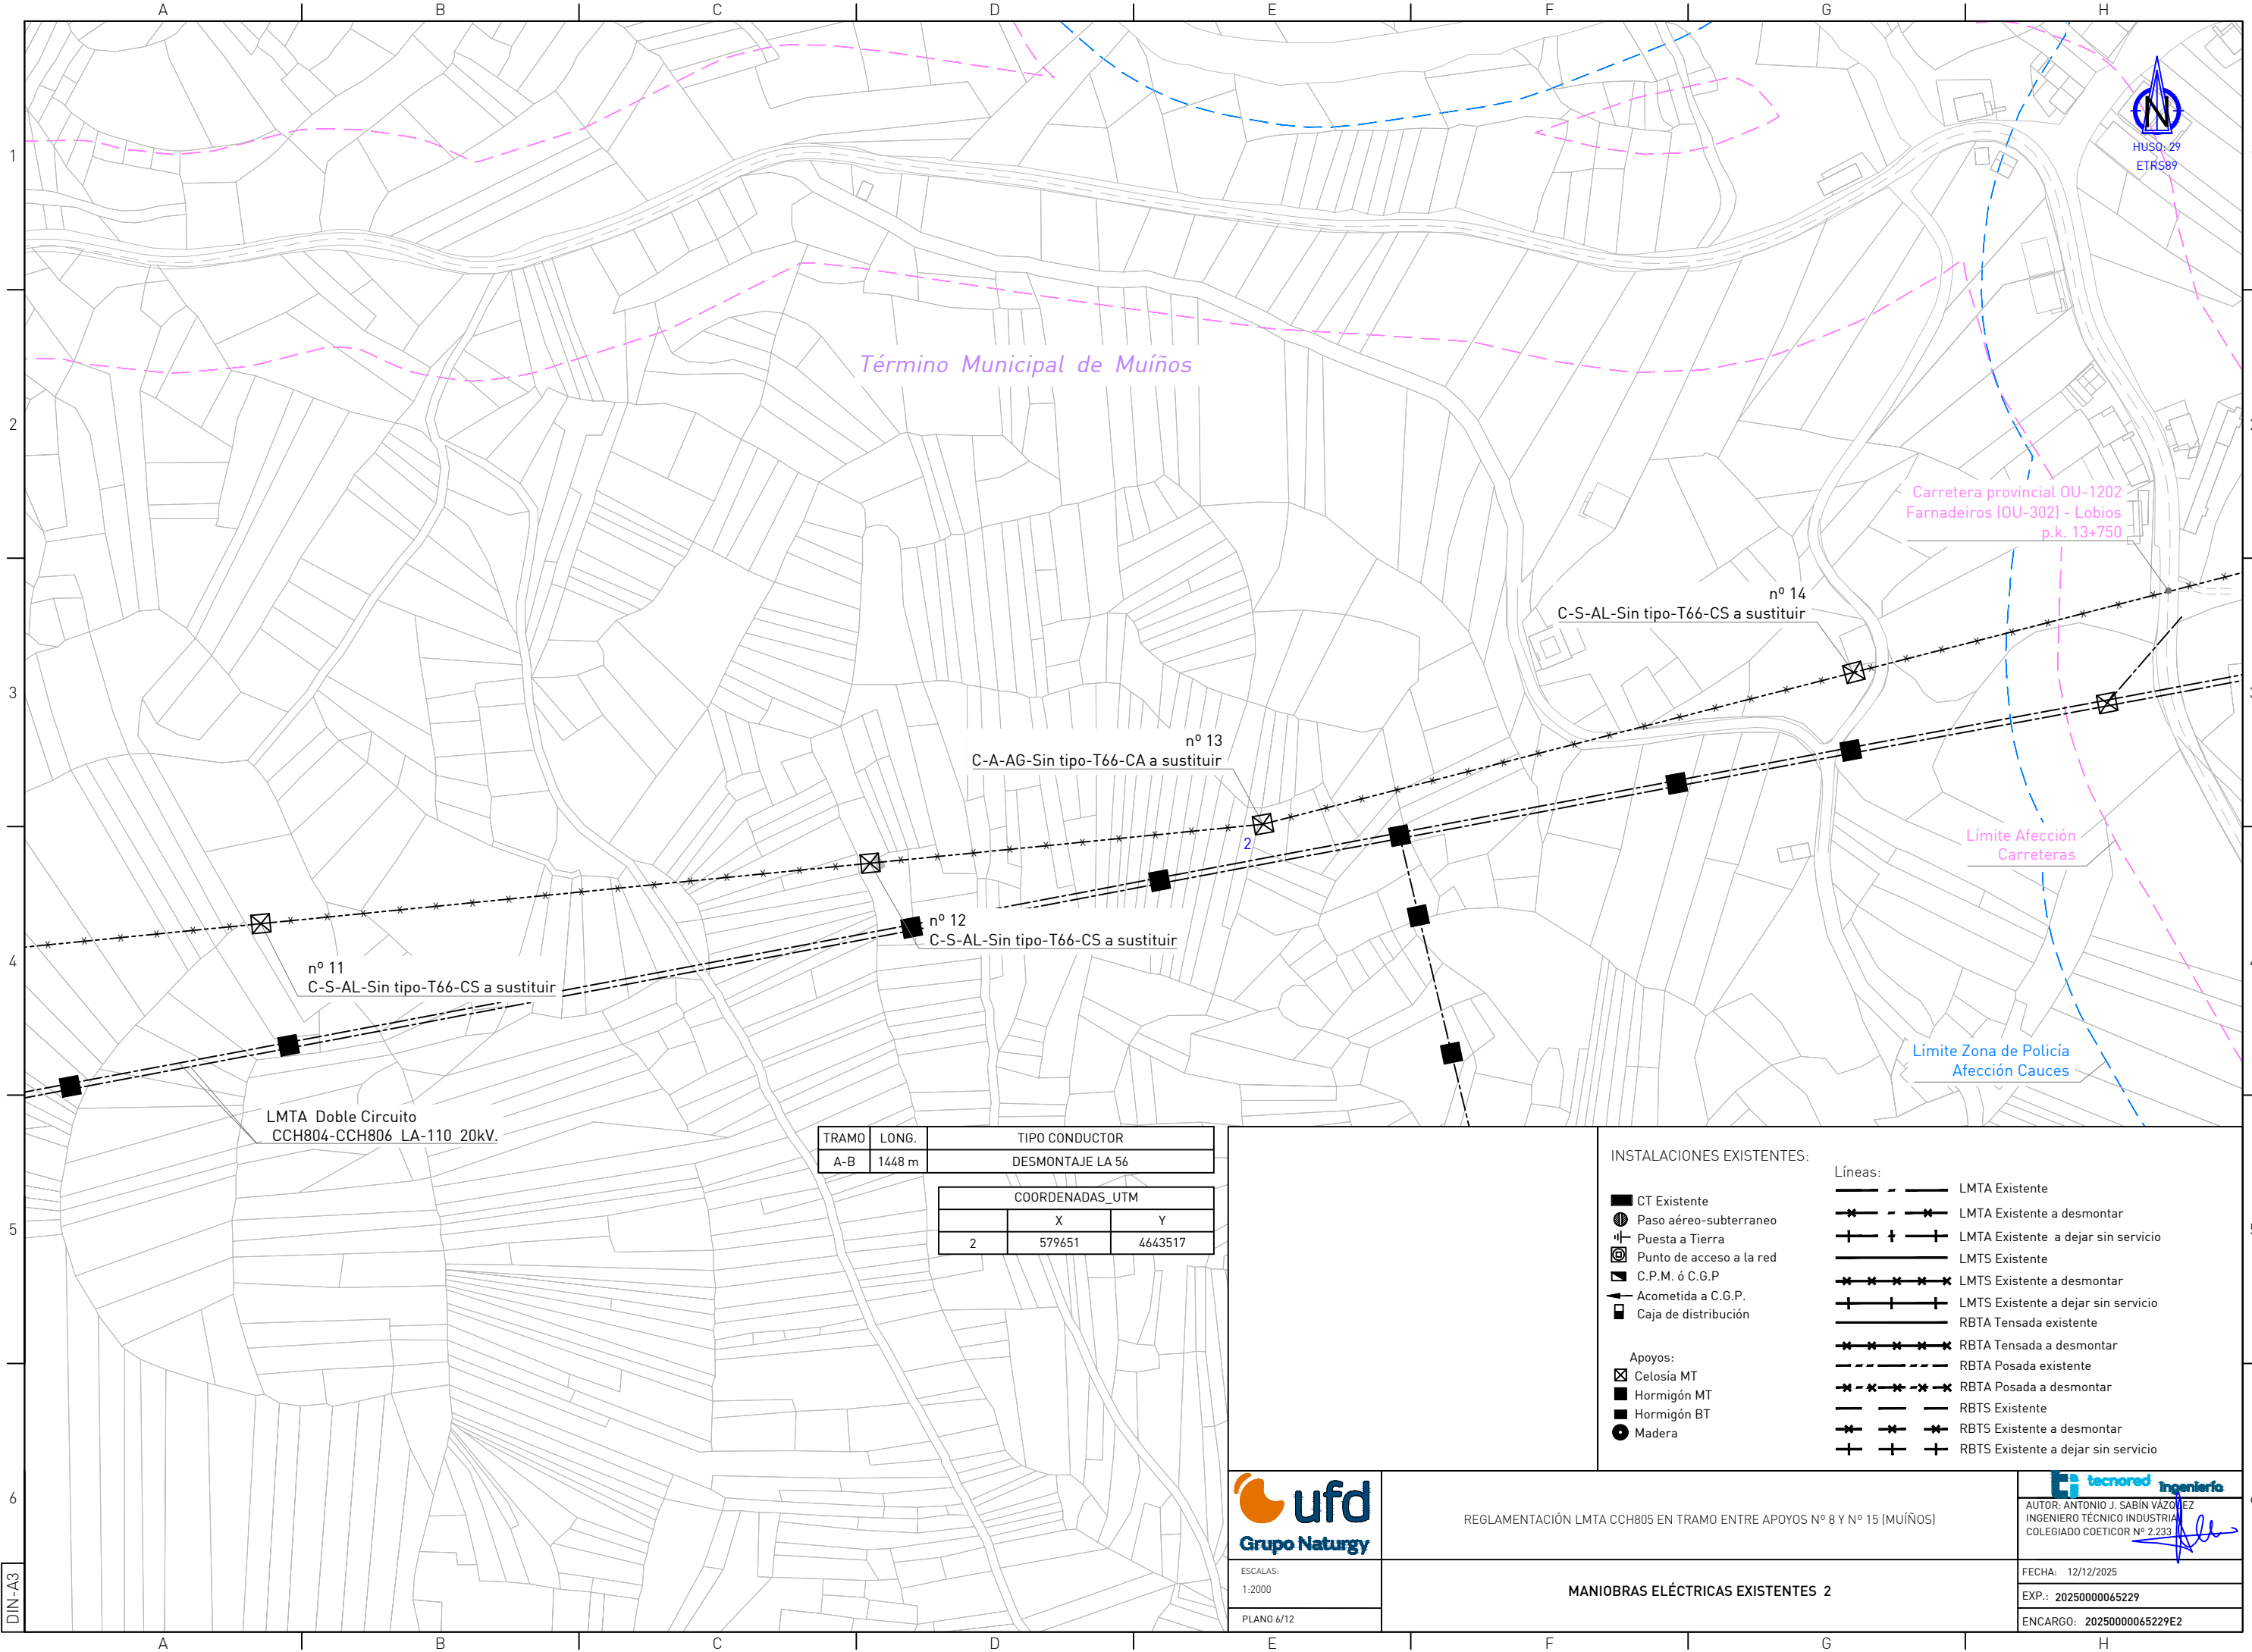 A B C D E F G H
1
N
HUSO: 29
ETRS89
Término Municipal de Muíños
2
Carretera provincial OU-1202
Farnadeiros (OU-302) - Lobios
p.k. 13+750
nº 14
C-S-AL-Sin tipo-T66-CS a sustituir
3
nº 13
C-A-AG-Sin tipo-T66-CA a sustituir
2
Límite Afección
Carreteras
nº 12
C-S-AL-Sin tipo-T66-CS a sustituir
4
nº 11
C-S-AL-Sin tipo-T66-CS a sustituir
Límite Zona de Policía
Afección Cauces
LMTA Doble Circuito
CCH804-CCH806 LA-110 20kV.
TRAMO LONG. TIPO CONDUCTOR
A-B 1448 m DESMONTAJE LA 56
COORDENADAS_UTM
X Y
2 579651 4643517
5
INSTALACIONES EXISTENTES:
CT Existente
Paso aéreo-subterraneo
Puesta a Tierra
Punto de acceso a la red
C.P.M. ó C.G.P
Acometida a C.G.P.
Caja de distribución
Apoyos:
Celosía MT
Hormigón MT
Hormigón BT
Madera
Líneas:
LMTA Existente
LMTA Existente a desmontar
LMTA Existente a dejar sin servicio
LMTS Existente
LMTS Existente a desmontar
LMTS Existente a dejar sin servicio
RBTA Tensada existente
RBTA Tensada a desmontar
RBTA Posada existente
RBTA Posada a desmontar
RBTS Existente
RBTS Existente a desmontar
RBTS Existente a dejar sin servicio
6
ufd
Grupo Naturgy
REGLAMENTACIÓN LMTA CCH805 EN TRAMO ENTRE APOYOS Nº 8 Y Nº 15 (MUÍÑOS)
tecnored ingeniería
AUTOR: ANTONIO J. SABÍN VÁZQUEZ
INGENIERO TÉCNICO INDUSTRIAL
COLEGIADO COETICOR Nº 2.233
ESCALAS:
1:2000
PLANO 6/12
MANIOBRAS ELÉCTRICAS EXISTENTES 2
FECHA: 12/12/2025
EXP.: 20250000065229
ENCARGO: 20250000065229E2
DIN-A3
A B C D E F G H